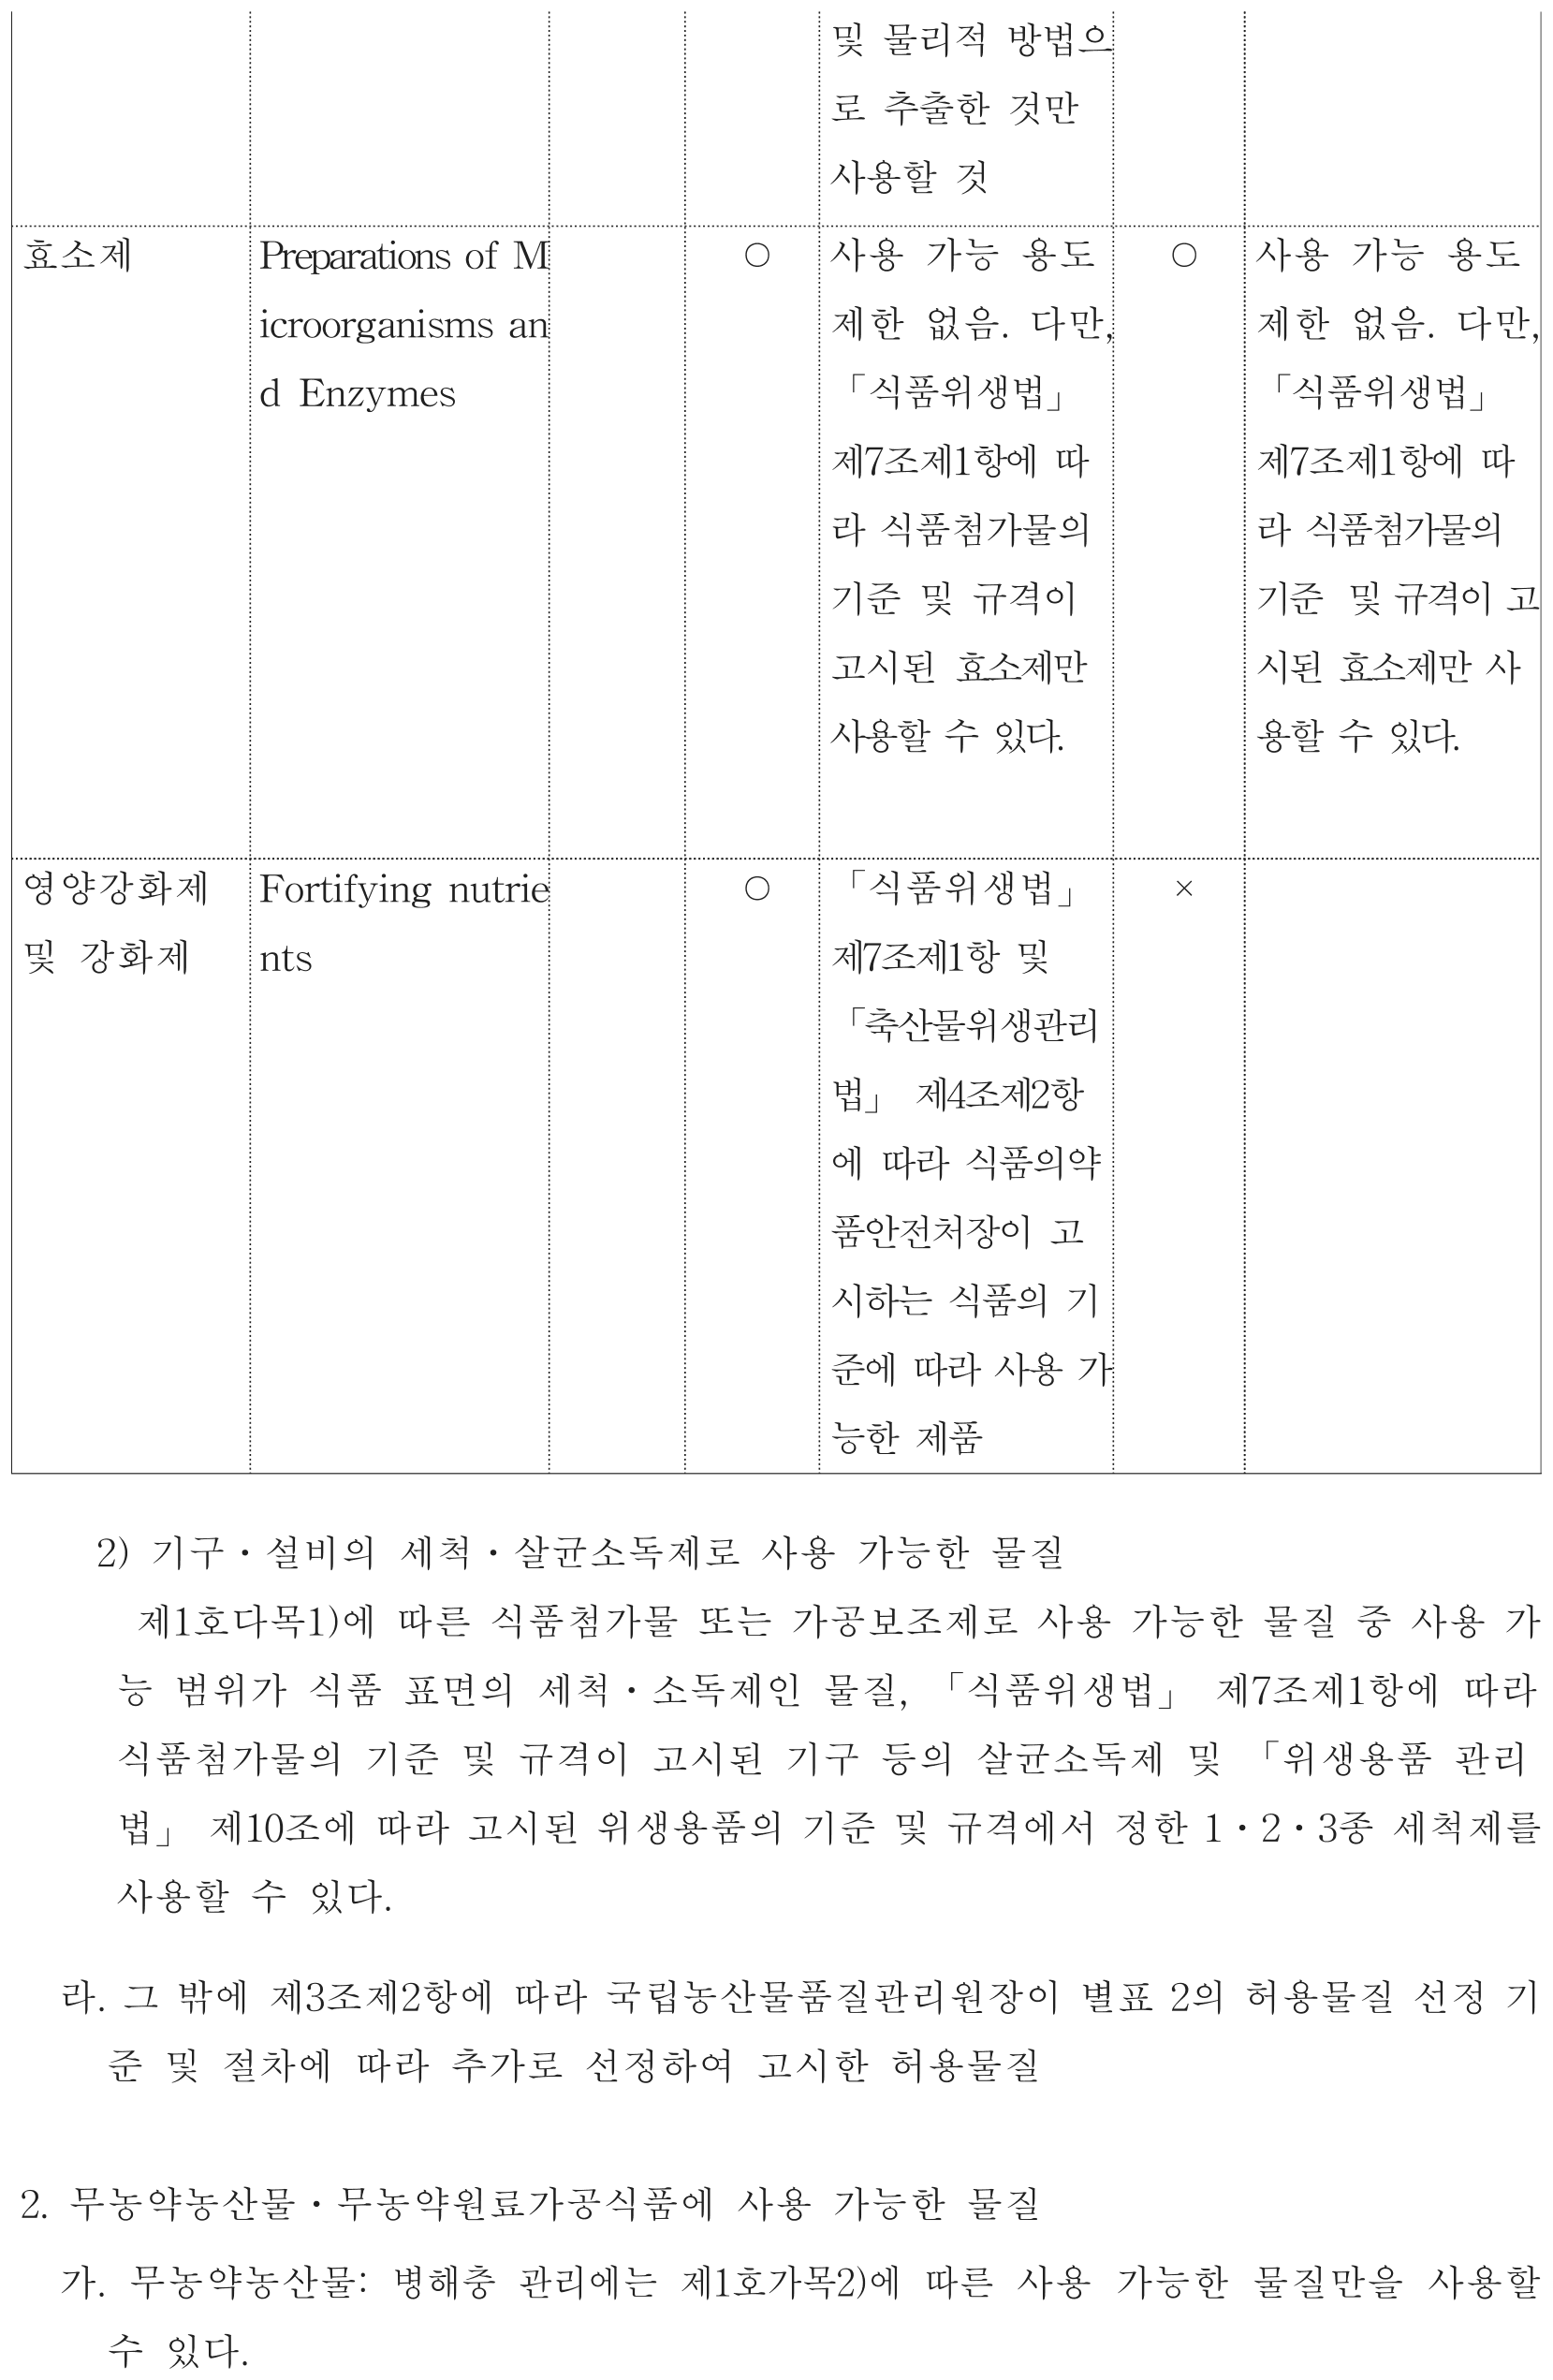 및 물리적 방법으
로 추출한 것만
사용할 것
효소제
Preparations of M
icroorganisms an
d Enzymes
○
사용 가능 용도
제한 없음. 다만,
「식품위생법」
제7조제1항에 따
라 식품첨가물의
기준 및 규격이
고시된 효소제만
사용할 수 있다.
○
사용 가능 용도
제한 없음. 다만,
「식품위생법」
제7조제1항에 따
라 식품첨가물의
기준 및 규격이 고
시된 효소제만 사
용할 수 있다.
영양강화제
및 강화제
Fortifying nutrie
nts
○
「식품위생법」
제7조제1항 및
「축산물위생관리
법」 제4조제2항
에 따라 식품의약
품안전처장이 고
시하는 식품의 기
준에 따라 사용 가
능한 제품
×
2) 기구·설비의 세척·살균소독제로 사용 가능한 물질
제1호다목1)에 따른 식품첨가물 또는 가공보조제로 사용 가능한 물질 중 사용 가
능 범위가 식품 표면의 세척·소독제인 물질, 「식품위생법」 제7조제1항에 따라
식품첨가물의 기준 및 규격이 고시된 기구 등의 살균소독제 및 「위생용품 관리
법」 제10조에 따라 고시된 위생용품의 기준 및 규격에서 정한 1·2·3종 세척제를
사용할 수 있다.
라. 그 밖에 제3조제2항에 따라 국립농산물품질관리원장이 별표 2의 허용물질 선정 기
준 및 절차에 따라 추가로 선정하여 고시한 허용물질
2. 무농약농산물·무농약원료가공식품에 사용 가능한 물질
가. 무농약농산물: 병해충 관리에는 제1호가목2)에 따른 사용 가능한 물질만을 사용할
수 있다.